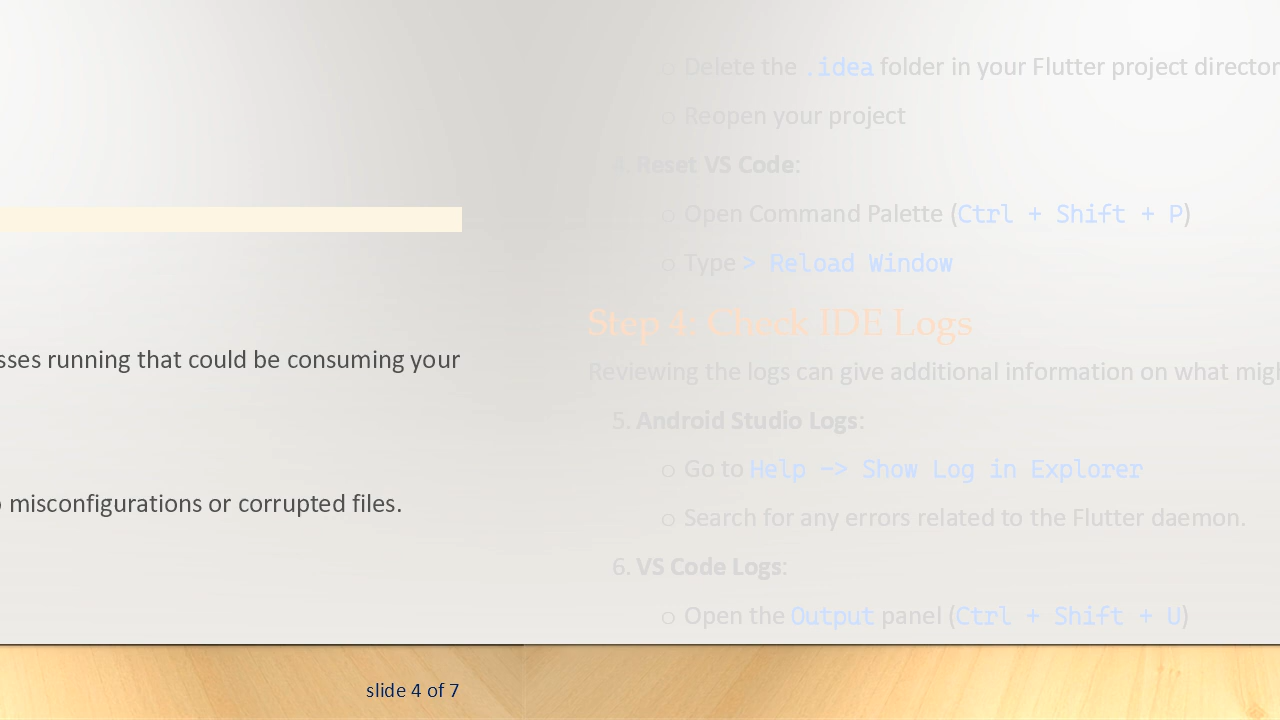 running that could be consuming your
misconfigurations or corrupted files.
slide 4 of 7
o Delete the .idea folder in your Flutter project
o Reopen your project
4. Reset VS Code:
o Open Command Palette (Ctrl + Shift + P)
o Type > Reload Window
Step 4: Check IDE Logs
Reviewing the logs can give additional information on what
5. Android Studio Logs:
o Go to Help -> Show Log in Explorer
o Search for any errors related to the Flutter daemon.
6. VS Code Logs:
o Open the Output panel (Ctrl + Shift + U)